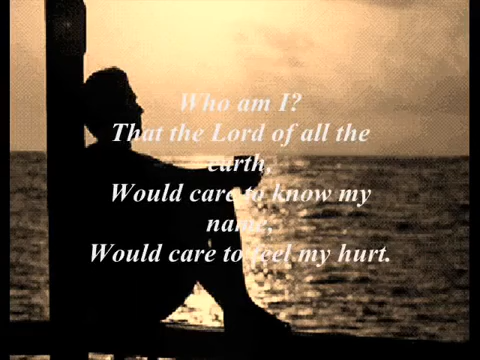 Who am I?
That the Lord of all the
earth,
Would care to know my
name,
Would care to feel my hurt.